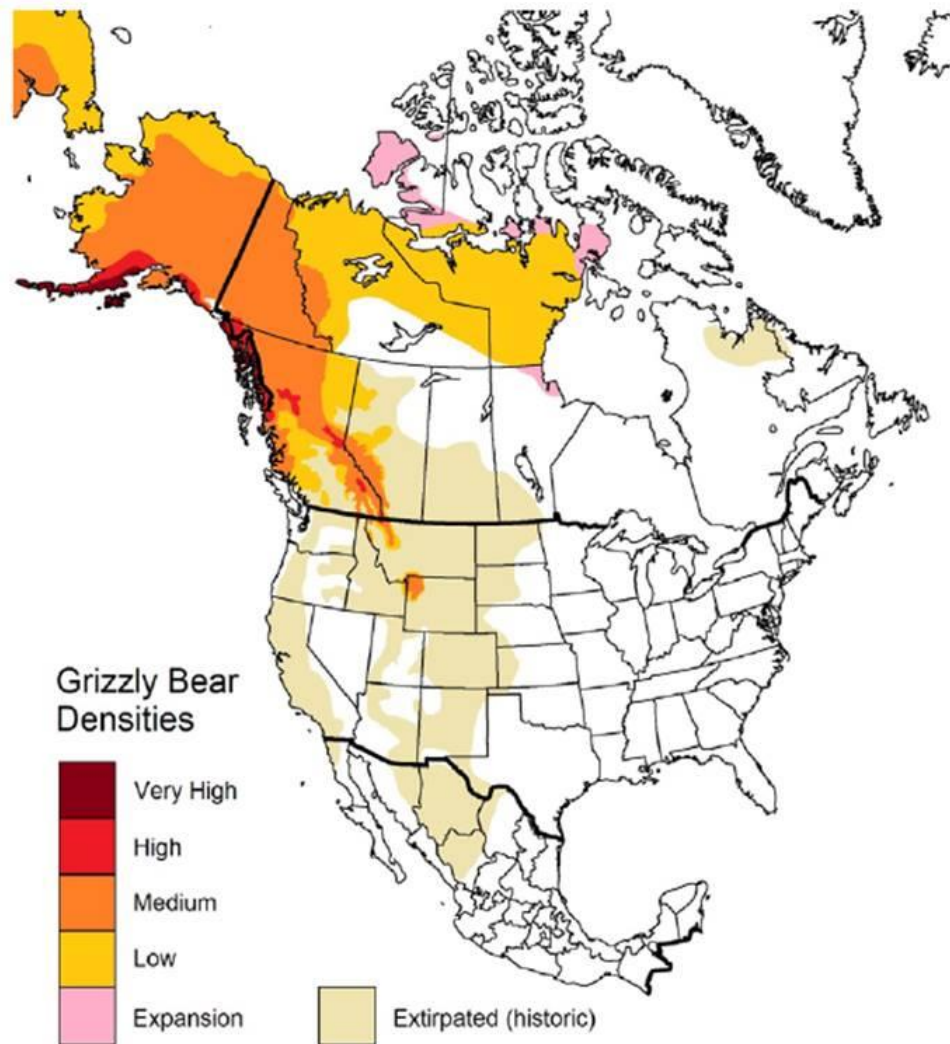 Grizzly Bear
Densities
Very High
High
Medium
Low
Expansion
Extirpated (historic)